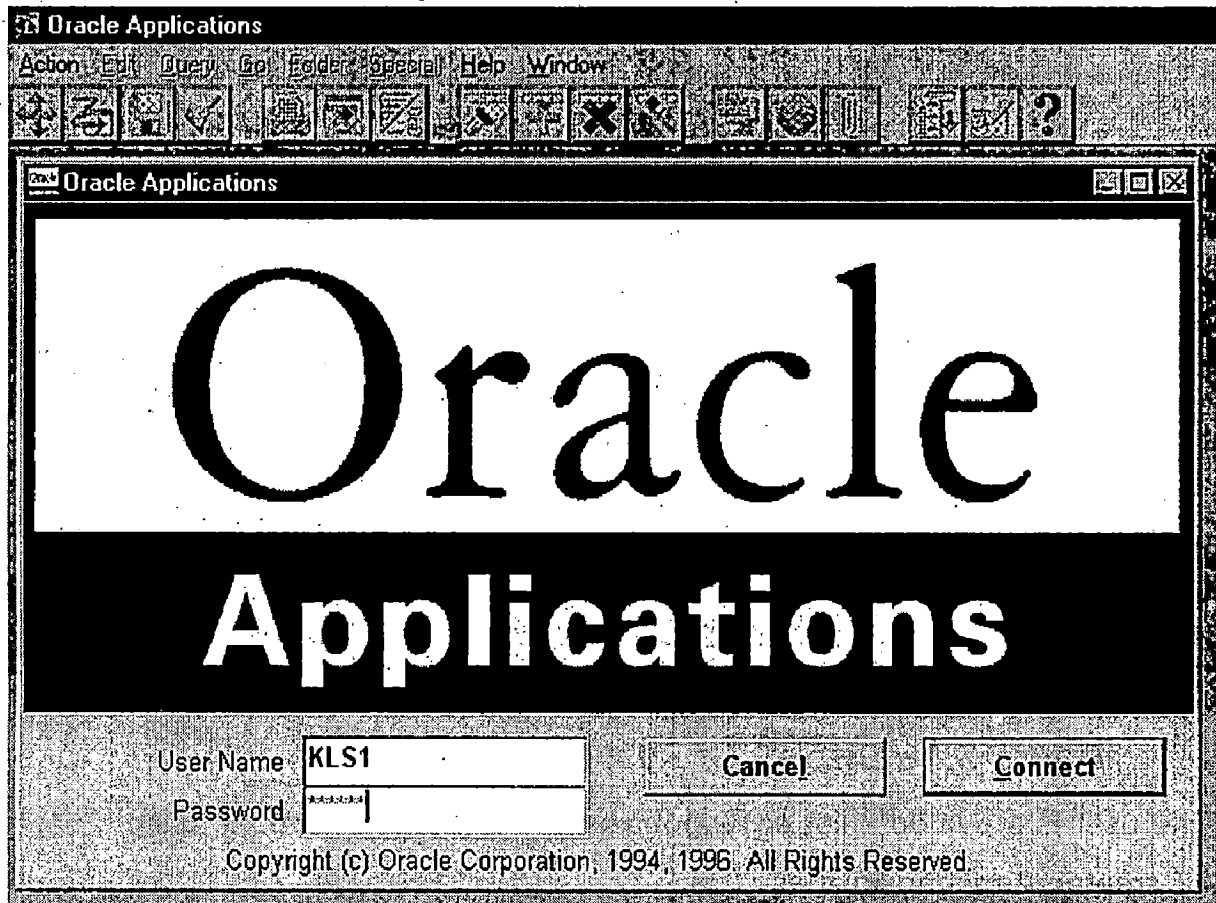 Oracle Applications
Action Edit Query Go Folder Special Help Window
Oracle Applications
Oracle
Applications
User Name KLS1
Cancel
Connect
Password ******
Copyright (c) Oracle Corporation, 1994, 1996. All Rights Reserved.